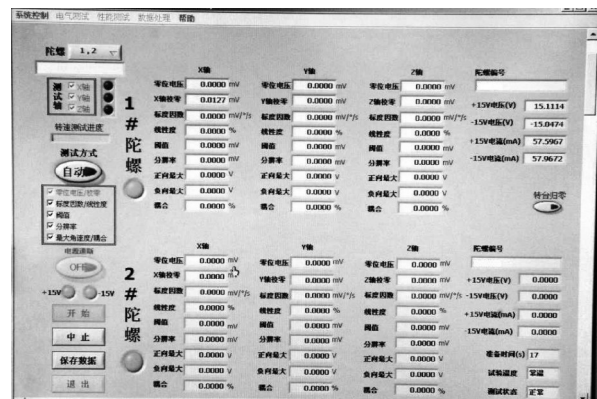 系统控制 电气测试 性能测试 数据处理 帮助
陀螺 1,2
测试轴
X轴
Y轴
Z轴
转速测试进度
测试方式
自动
零位电压/校零
标度因数/线性度
阈值
分辨率
最大角速度/耦合
电源通断
OFF
+15V -15V
开始
中止
保存数据
退出
1#陀螺
X轴 Y轴 Z轴 陀螺编号
零位电压 0.0000 mV 零位电压 0.0000 mV 零位电压 0.0000 mV
X轴校零 0.0127 mV Y轴校零 0.0000 mV Z轴校零 0.0000 mV +15V电压(V) 15.1114
标度因数 0.0000 mV/°/s 标度因数 0.0000 mV/°/s 标度因数 0.0000 mV/°/s -15V电压(V) -15.0474
线性度 0.0000 % 线性度 0.0000 % 线性度 0.0000 % +15V电流(mA) 57.5967
阈值 0.0000 mV 阈值 0.0000 mV 阈值 0.0000 mV -15V电流(mA) 57.9672
分辨率 0.0000 mV 分辨率 0.0000 mV 分辨率 0.0000 mV
正向最大 0.0000 V 正向最大 0.0000 V 正向最大 0.0000 V 转台归零
负向最大 0.0000 V 负向最大 0.0000 V 负向最大 0.0000 V
耦合 0.0000 % 耦合 0.0000 % 耦合 0.0000 %
2#陀螺
X轴 Y轴 Z轴 陀螺编号
零位电压 0.0000 mV 零位电压 0.0000 mV 零位电压 0.0000 mV
X轴校零 0.0000 Y轴校零 0.0000 mV Z轴校零 0.0000 mV +15V电压(V) 0.0000
标度因数 0.0000 mV/°/s 标度因数 0.0000 mV/°/s 标度因数 0.0000 mV/°/s -15V电压(V) 0.0000
线性度 0.0000 % 线性度 0.0000 % 线性度 0.0000 % +15V电流(mA) 0.0000
阈值 0.0000 mV 阈值 0.0000 mV 阈值 0.0000 mV -15V电流(mA) 0.0000
分辨率 0.0000 mV 分辨率 0.0000 mV 分辨率 0.0000 mV 准备时间(s) 17
正向最大 0.0000 V 正向最大 0.0000 V 正向最大 0.0000 V 试验温度 常温
负向最大 0.0000 V 负向最大 0.0000 V 负向最大 0.0000 V 测试状态 正常
耦合 0.0000 % 耦合 0.0000 % 耦合 0.0000 %